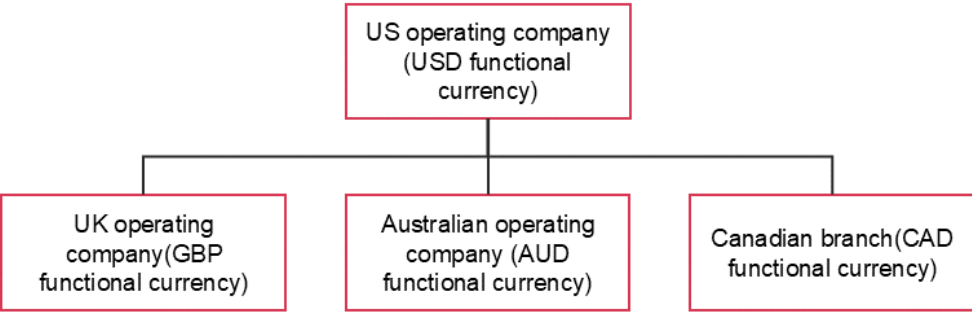 US operating company
(USD functional
currency)
UK operating
company(GBP
functional currency)
Australian operating
company (AUD
functional currency)
Canadian branch(CAD
functional currency)